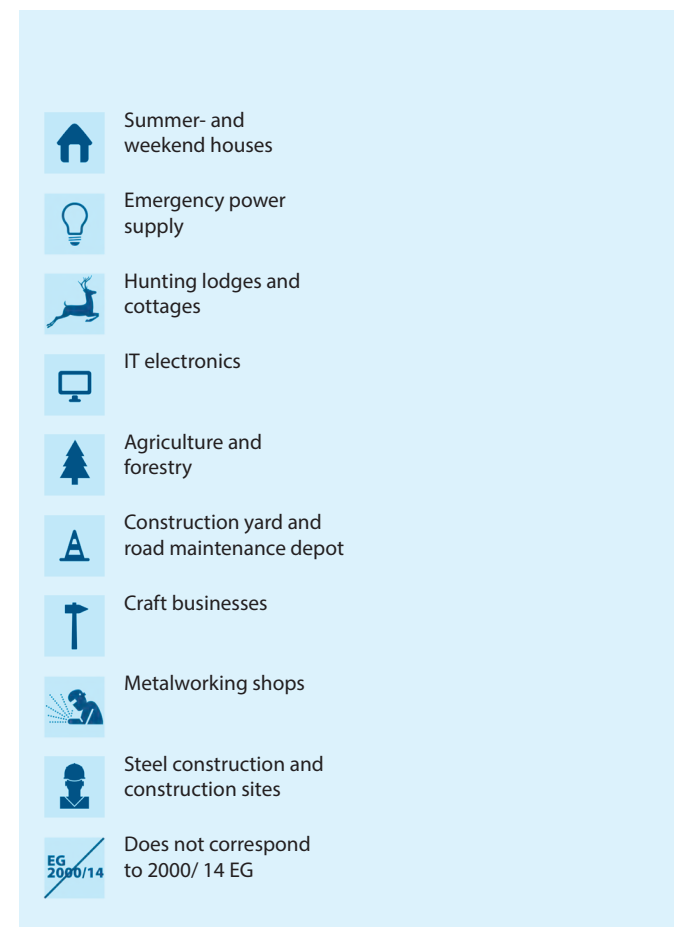 Summer- and
weekend houses
Emergency power
supply
Hunting lodges and
cottages
IT electronics
Agriculture and
forestry
Construction yard and
road maintenance depot
Craft businesses
Metalworking shops
Steel construction and
construction sites
EG
2000/14
Does not correspond
to 2000/ 14 EG